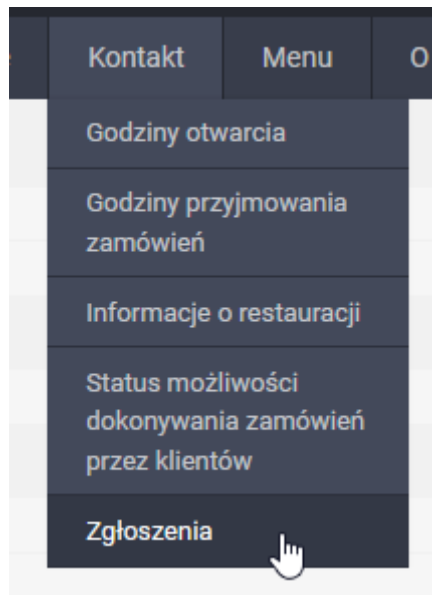 Kontakt Menu O
Godziny otwarcia
Godziny przyjmowania
zamówień
Informacje o restauracji
Status możliwości
dokonywania zamówień
przez klientów
Zgłoszenia